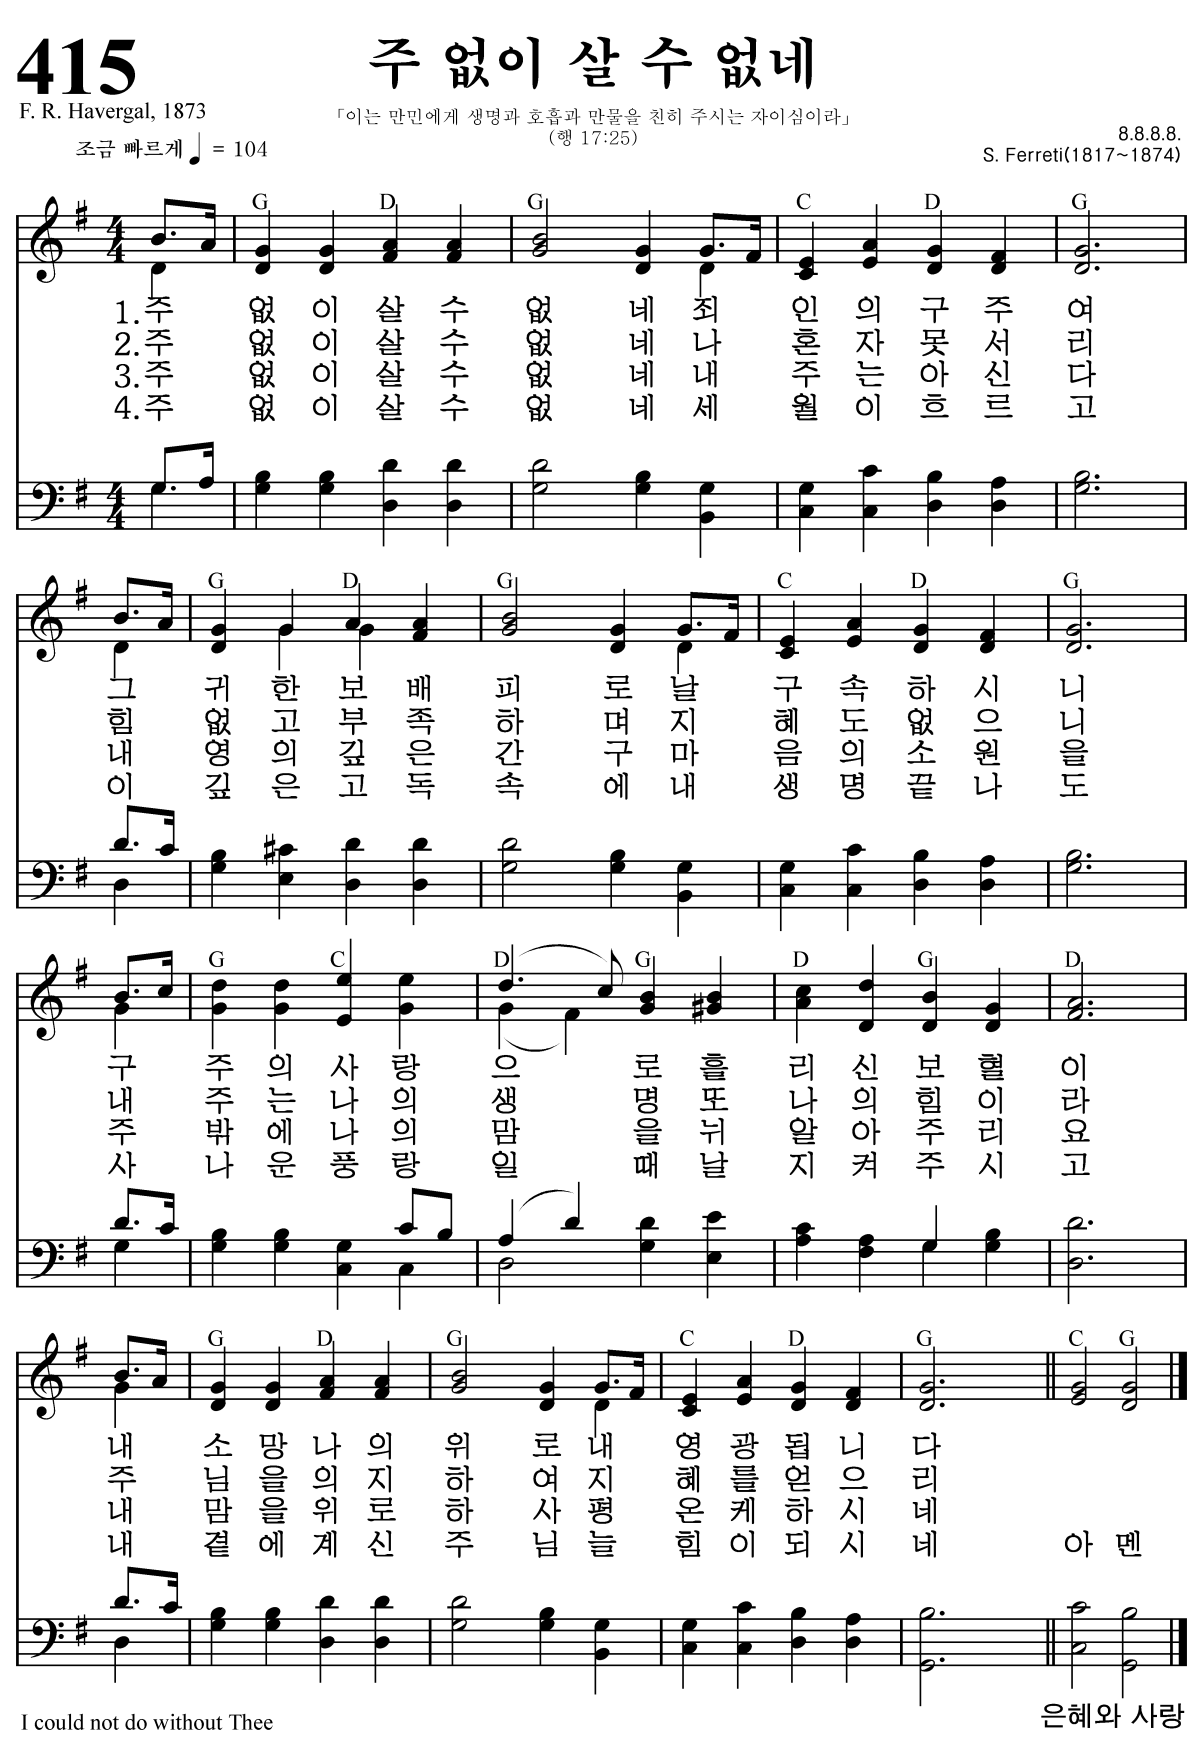 415
주 없이 살 수 없네
F. R. Havergal, 1873
「이는 만민에게 생명과 호흡과 만물을 친히 주시는 자이심이라」
(행 17:25)
조금 빠르게 ♩ = 104
8.8.8.8.
S. Ferreti(1817~1874)
G D G C D G
1.주 없 이 살 수 없 네 죄 인 의 구 주 여
2.주 없 이 살 수 없 네 나 혼 자 못 서 리
3.주 없 이 살 수 없 네 내 주 는 아 신 다
4.주 없 이 살 수 없 네 세 월 이 흐 르 고
G D G C D G
그 귀 한 보 배 피 로 날 구 속 하 시 니
힘 없 고 부 족 하 며 지 혜 도 없 으 니
내 영 의 깊 은 간 구 마 음 의 소 원 을
이 깊 은 고 독 속 에 내 생 명 끝 나 도
G C D G D G D
구 주 의 사 랑 으 로 흘 리 신 보 혈 이
내 주 는 나 의 생 명 또 나 의 힘 이 라
주 밖 에 나 의 맘 을 뉘 알 아 주 리 요
사 나 운 풍 랑 일 때 날 지 켜 주 시 고
G D G C D G C G
내 소 망 나 의 위 로 내 영 광 됩 니 다
주 님 을 의 지 하 여 지 혜 를 얻 으 리
내 맘 을 위 로 하 사 평 온 케 하 시 네
내 곁 에 계 신 주 님 늘 힘 이 되 시 네 아 멘
I could not do without Thee
은혜와 사랑